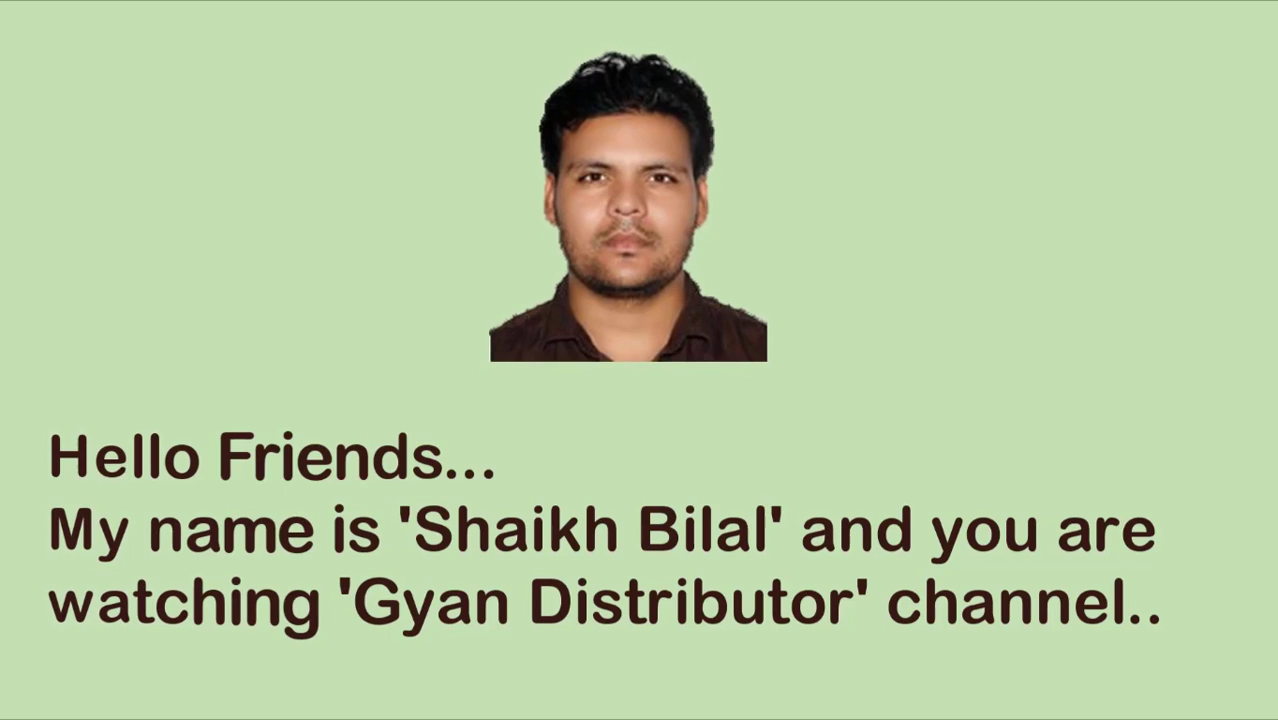 Hello Friends...
My name is 'Shaikh Bilal' and you are
watching 'Gyan Distributor' channel..